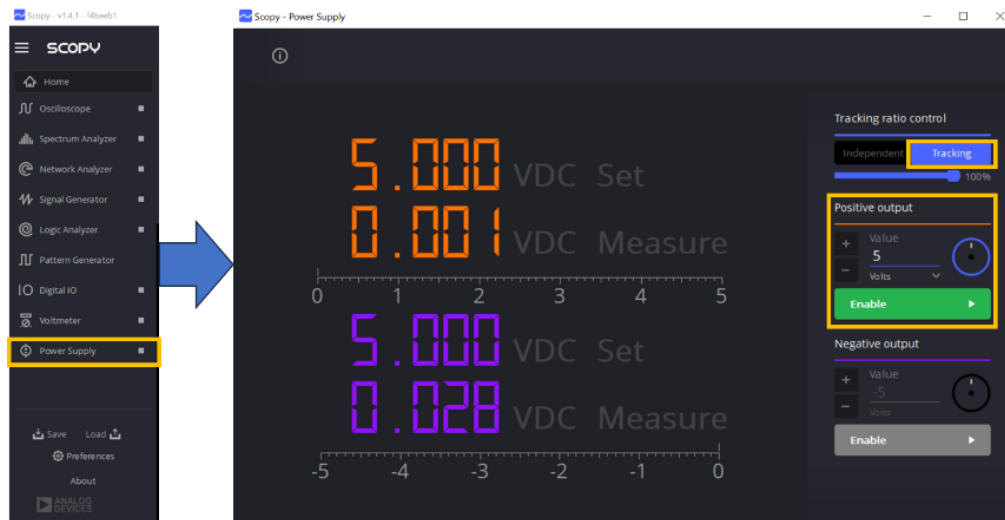 Scopy - v1.4.1 - f4beeb1
SCOPY
Home
Oscilloscope
Spectrum Analyzer
Network Analyzer
Signal Generator
Logic Analyzer
Pattern Generator
Digital IO
Voltmeter
Power Supply
Save Load
Preferences
About
ANALOG
DEVICES
Scopy - Power Supply
5.000 VDC Set
0.001 VDC Measure
0 1 2 3 4 5
5.000 VDC Set
0.028 VDC Measure
-5 -4 -3 -2 -1 0
Tracking ratio control
Independent Tracking
100%
Positive output
+ Value
5
- Volts
Enable
Negative output
+ Value
-5
- Volts
Enable